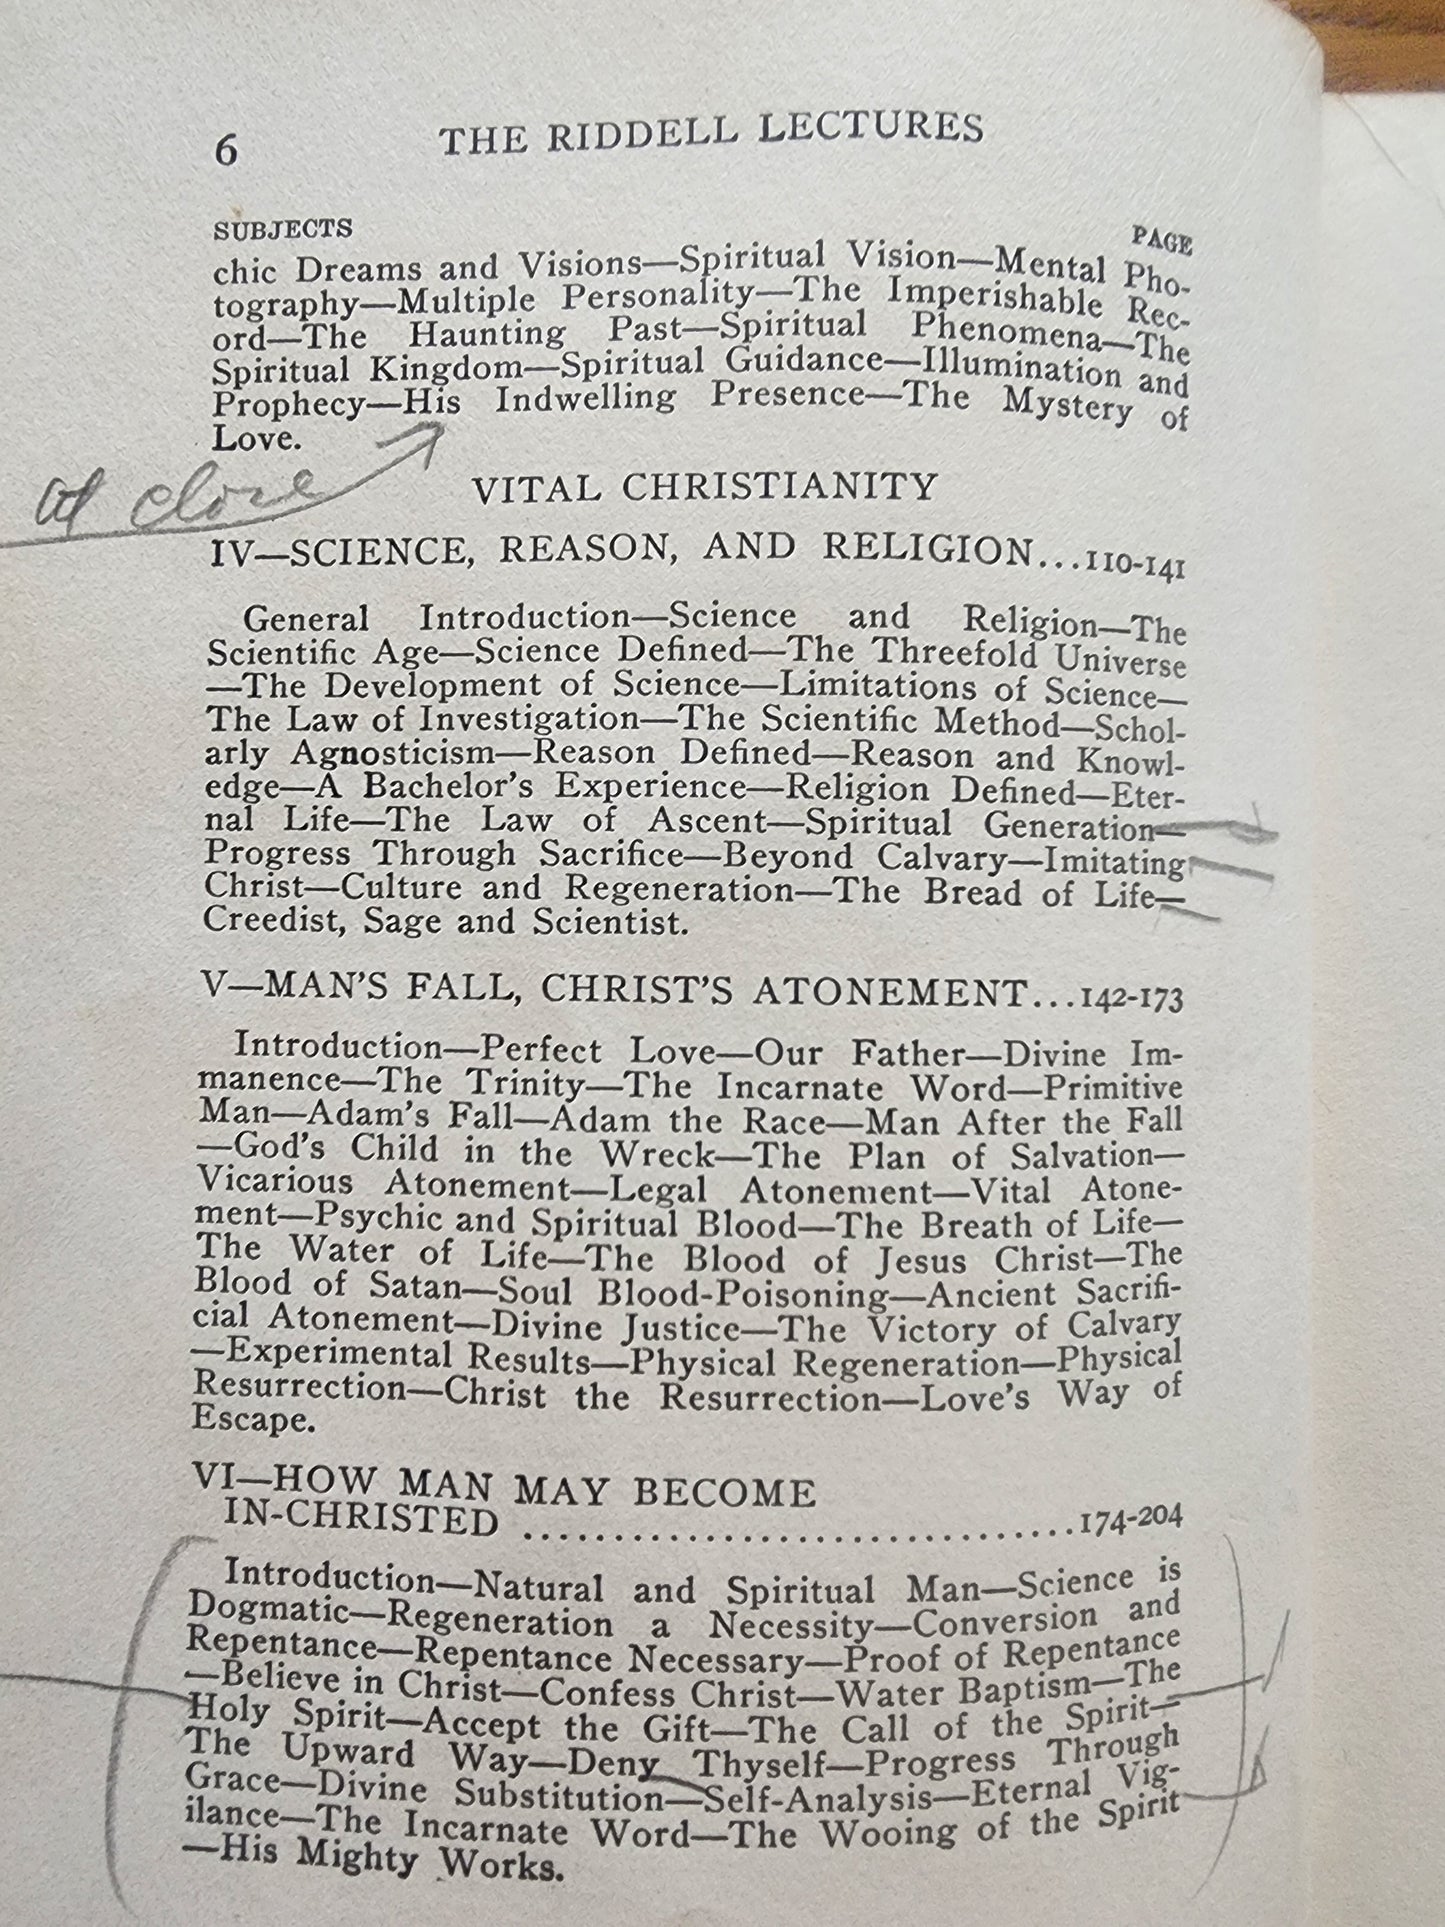 6 THE RIDDELL LECTURES
SUBJECTS PAGE
chic Dreams and Visions—Spiritual Vision—Mental Pho-
tography—Multiple Personality—The Imperishable Rec-
ord—The Haunting Past—Spiritual Phenomena—The
Spiritual Kingdom—Spiritual Guidance—Illumination and
Prophecy—His Indwelling Presence—The Mystery of
Love.
at close
VITAL CHRISTIANITY
IV—SCIENCE, REASON, AND RELIGION...110-141
General Introduction—Science and Religion—The
Scientific Age—Science Defined—The Threefold Universe
—The Development of Science—Limitations of Science—
The Law of Investigation—The Scientific Method—Schol-
arly Agnosticism—Reason Defined—Reason and Knowl-
edge—A Bachelor's Experience—Religion Defined—Eter-
nal Life—The Law of Ascent—Spiritual Generation—
Progress Through Sacrifice—Beyond Calvary—Imitating
Christ—Culture and Regeneration—The Bread of Life—
Creedist, Sage and Scientist.
V—MAN'S FALL, CHRIST'S ATONEMENT...142-173
Introduction—Perfect Love—Our Father—Divine Im-
manence—The Trinity—The Incarnate Word—Primitive
Man—Adam's Fall—Adam the Race—Man After the Fall
—God's Child in the Wreck—The Plan of Salvation—
Vicarious Atonement—Legal Atonement—Vital Atone-
ment—Psychic and Spiritual Blood—The Breath of Life—
The Water of Life—The Blood of Jesus Christ—The
Blood of Satan—Soul Blood-Poisoning—Ancient Sacrifi-
cial Atonement—Divine Justice—The Victory of Calvary
—Experimental Results—Physical Regeneration—Physical
Resurrection—Christ the Resurrection—Love's Way of
Escape.
VI—HOW MAN MAY BECOME
IN-CHRISTED ................................174-204
Introduction—Natural and Spiritual Man—Science is
Dogmatic—Regeneration a Necessity—Conversion and
Repentance—Repentance Necessary—Proof of Repentance
—Believe in Christ—Confess Christ—Water Baptism—The
Holy Spirit—Accept the Gift—The Call of the Spirit—
The Upward Way—Deny Thyself—Progress Through
Grace—Divine Substitution—Self-Analysis—Eternal Vig-
ilance—The Incarnate Word—The Wooing of the Spirit
—His Mighty Works.